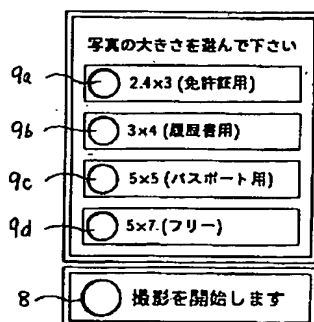 写真の大きさを選んで下さい
9a 2.4×3 (免許証用)
9b 3×4 (履歴書用)
9c 5×5 (パスポート用)
9d 5×7. (フリー)
8 撮影を開始します